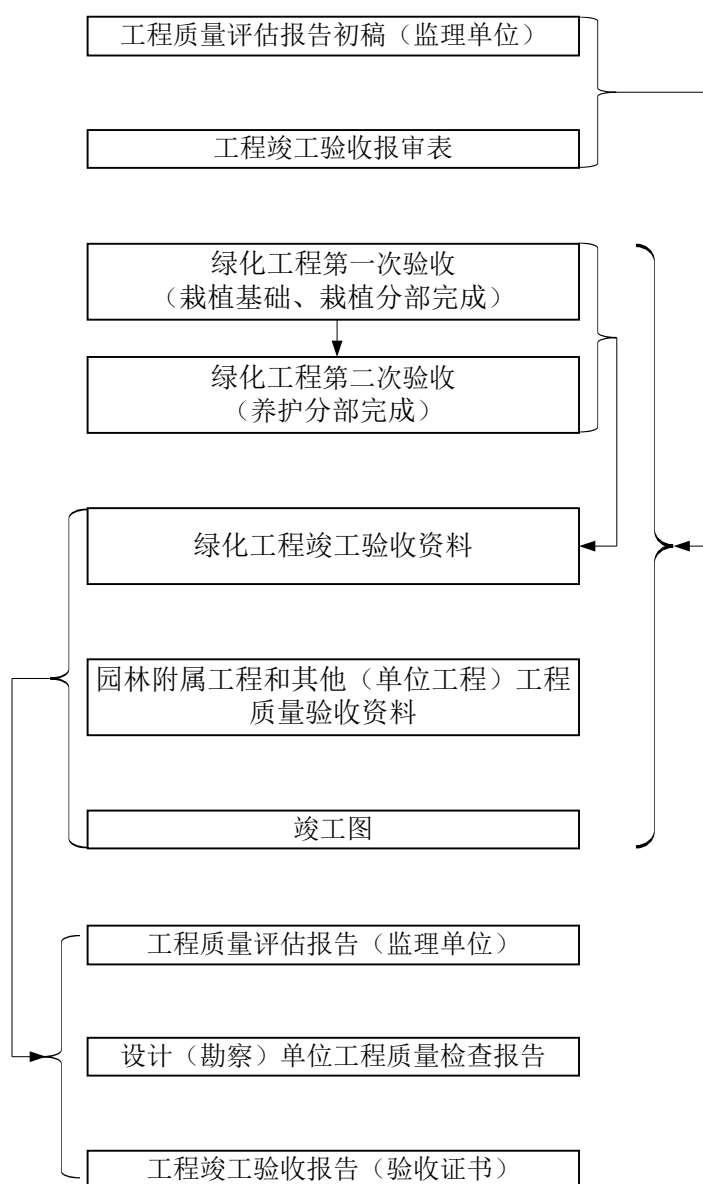 工程质量评估报告初稿（监理单位）
工程竣工验收报审表
绿化工程第一次验收
（栽植基础、栽植分部完成）
绿化工程第二次验收
（养护分部完成）
绿化工程竣工验收资料
园林附属工程和其他（单位工程）工程
质量验收资料
竣工图
工程质量评估报告（监理单位）
设计（勘察）单位工程质量检查报告
工程竣工验收报告（验收证书）